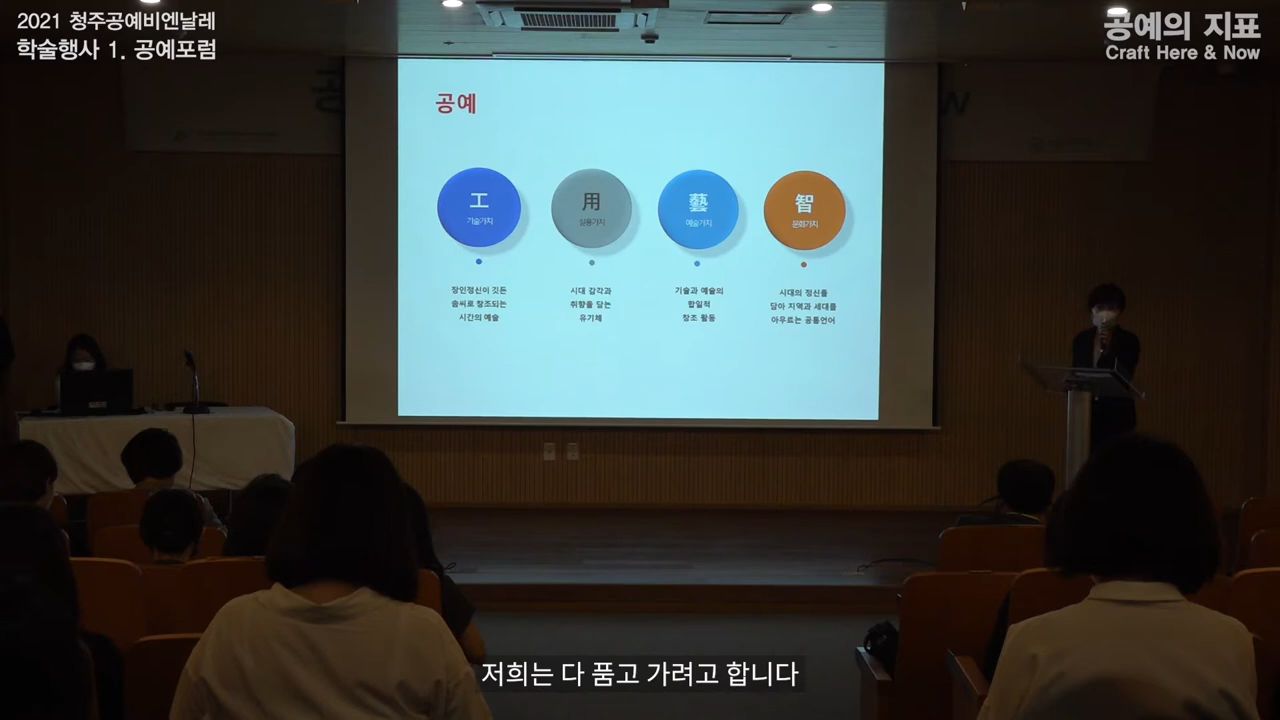 2021 청주공예비엔날레
학술행사 1. 공예포럼
공예의 지표
Craft Here & Now
공예
工
기술가치
用
실용가치
藝
예술가치
智
문화가치
장인정신이 깃든
솜씨로 창조되는
시간의 예술
시대 감각과
취향을 담는
유기체
기술과 예술의
합일적
창조 활동
시대의 정신을
담아 지역과 세대를
아우르는 공통언어
저희는 다 품고 가려고 합니다